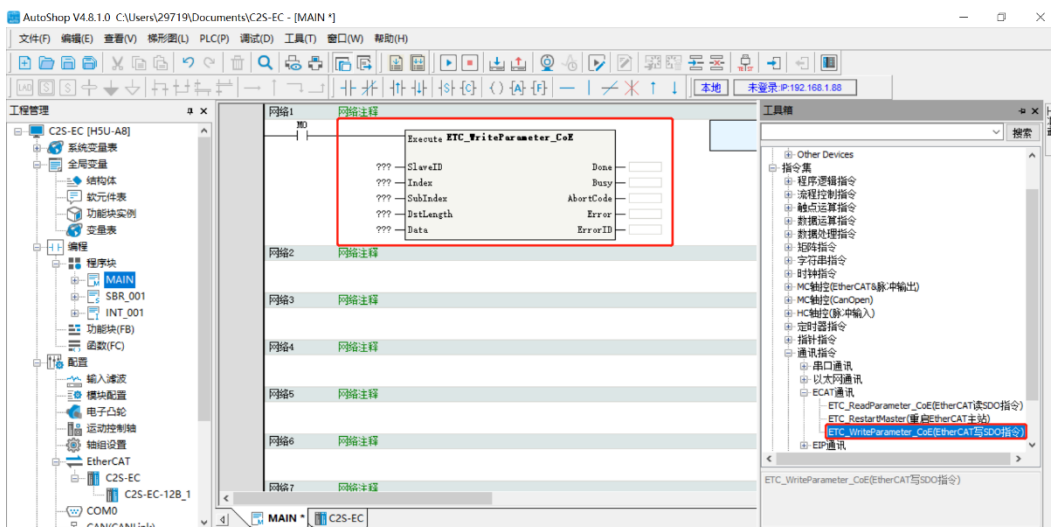 AutoShop V4.8.1.0 C:\Users\29719\Documents\C2S-EC - [MAIN *]
文件(F) 编辑(E) 查看(V) 梯形图(L) PLC(P) 调试(D) 工具(T) 窗口(W) 帮助(H)
本地 未登录:IP:192.168.1.88
工程管理
C2S-EC [H5U-A8]
系统变量表
全局变量
结构体
软元件表
功能块实例
变量表
编程
程序块
MAIN
SBR_001
INT_001
功能块(FB)
函数(FC)
配置
输入滤波
模块配置
电子凸轮
运动控制轴
轴组设置
EtherCAT
C2S-EC
C2S-EC-12B_1
COM0
CAN(CANLink)
网络1 网络注释
M0
Execute ETC_WriteParameter_CoE
??? SlaveID Done
??? Index Busy
??? SubIndex AbortCode
??? DstLength Error
??? Data ErrorID
网络2 网络注释
网络3 网络注释
网络4 网络注释
网络5 网络注释
网络6 网络注释
网络7 网络注释
MAIN * C2S-EC
工具箱
搜索
Other Devices
指令集
程序逻辑指令
流程控制指令
触点运算指令
数据运算指令
数据处理指令
矩阵指令
字符串指令
时钟指令
MC轴控(EtherCAT&脉冲输出)
MC轴控(CanOpen)
HC轴控(脉冲输入)
定时器指令
指针指令
通讯指令
串口通讯
以太网通讯
ECAT通讯
ETC_ReadParameter_CoE(EtherCAT读SDO指令)
ETC_RestartMaster(重启EtherCAT主站)
ETC_WriteParameter_CoE(EtherCAT写SDO指令)
EIP通讯
ETC_WriteParameter_CoE(EtherCAT写SDO指令)